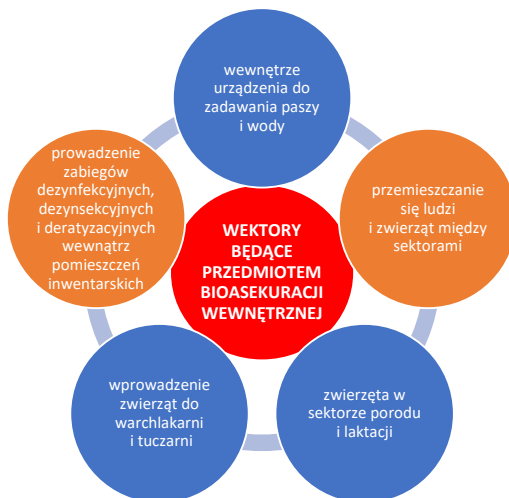 wewnętrze
urządzenia do
zadawania paszy
i wody
prowadzenie
zabiegów
dezynfekcyjnych,
dezynsekcyjnych
i deratyzacyjnych
wewnątrz
pomieszczeń
inwentarskich
przemieszczanie
się ludzi
i zwierząt między
sektorami
WEKTORY
BĘDĄCE
PRZEDMIOTEM
BIOASEKURACJI
WEWNĘTRZNEJ
wprowadzenie
zwierząt do
warchlakarni
i tuczarni
zwierzęta w
sektorze porodu
i laktacji